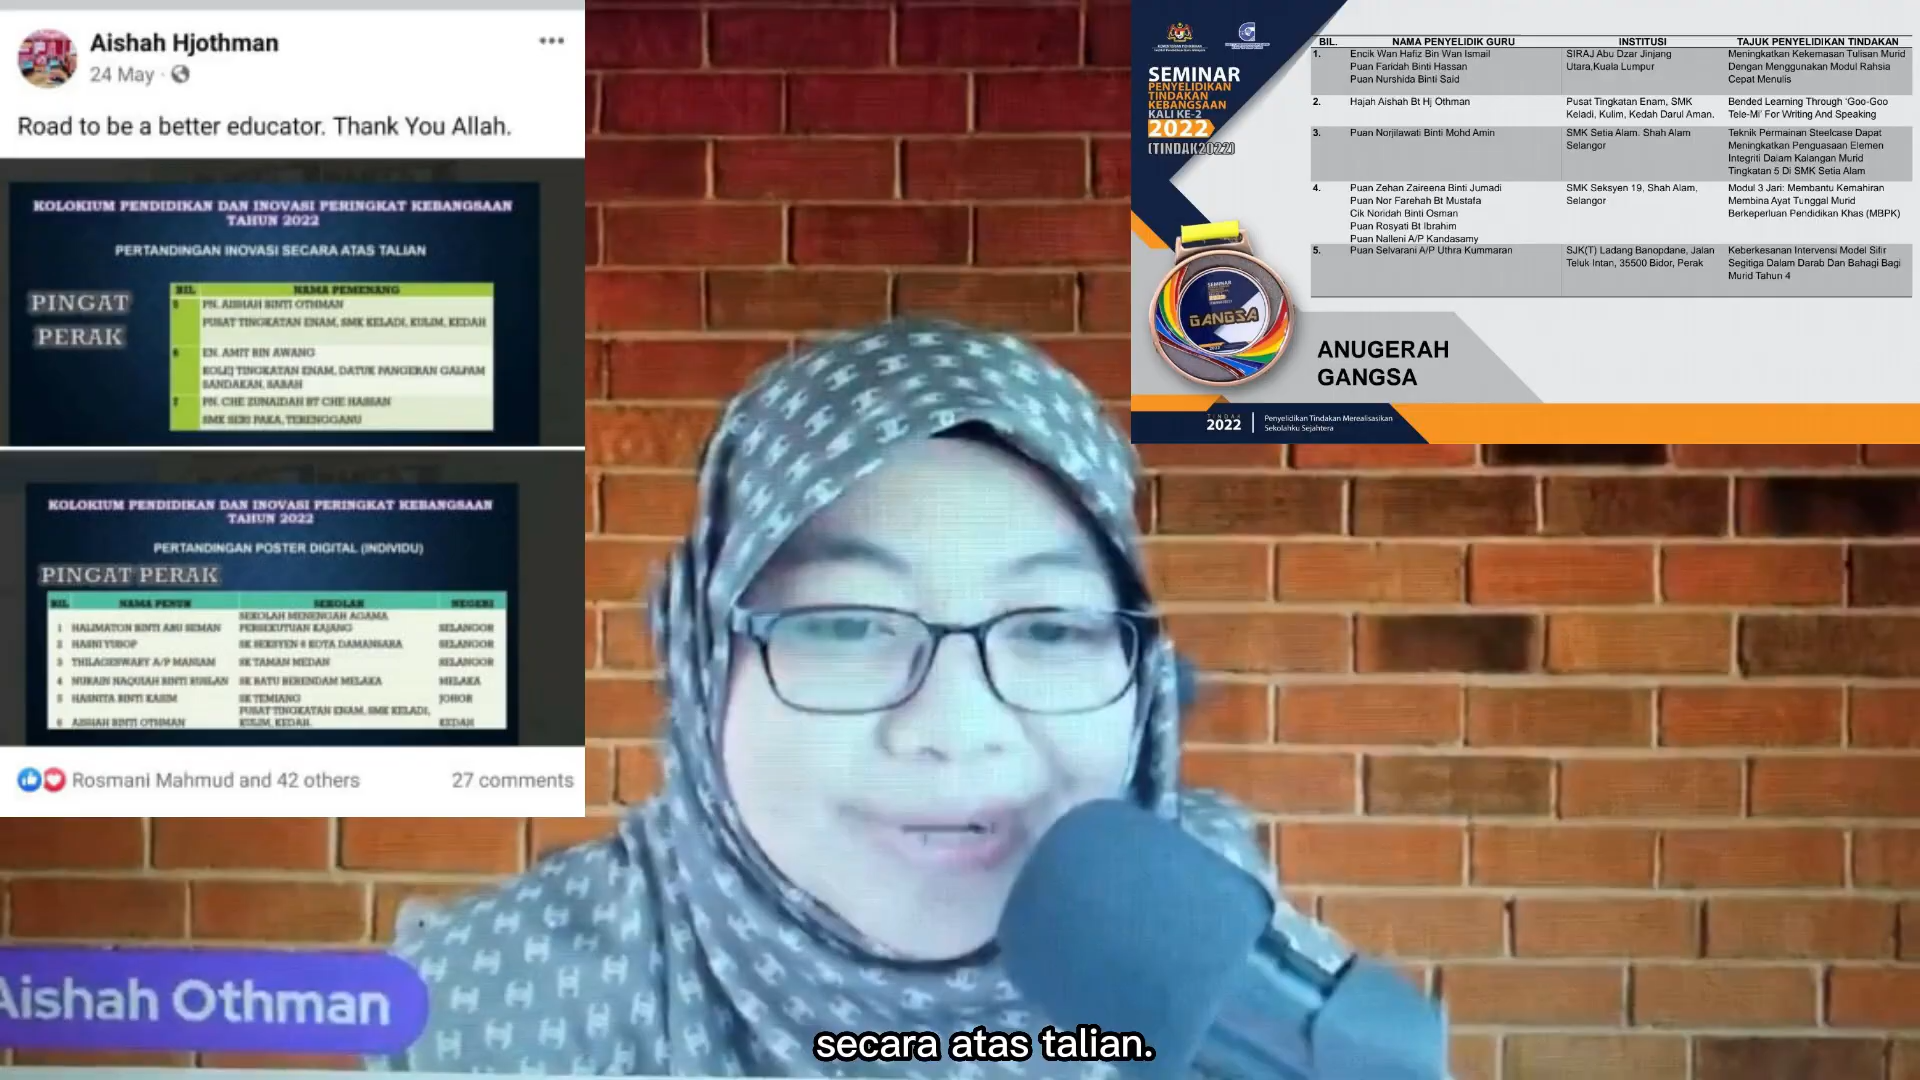 Aishah Hjothman
24 May
Road to be a better educator. Thank You Allah.
KOLOKIUM PENDIDIKAN DAN INOVASI PERINGKAT KEBANGSAAN
TAHUN 2022
PERTANDINGAN INOVASI SECARA ATAS TALIAN
PINGAT
PERAK
BIL NAMA PEMENANG
5 PN. AISHAH BINTI OTHMAN
PUSAT TINGKATAN ENAM, SMK KELADI, KULIM, KEDAH
6 EN. AMIT BIN AWANG
KOLEJ TINGKATAN ENAM, DATUK PANGERAN GALPAM
SANDAKAN, SABAH
7 PN. CHE ZUNAIDAH BT CHE HASSAN
SMK SERI PAKA, TERENGGANU
KOLOKIUM PENDIDIKAN DAN INOVASI PERINGKAT KEBANGSAAN
TAHUN 2022
PERTANDINGAN POSTER DIGITAL (INDIVIDU)
PINGAT PERAK
BIL NAMA PENUH SEKOLAH NEGERI
SEKOLAH MENENGAH AGAMA
1 HALIMATON BINTI ABU SEMAN PERSEKUTUAN KAJANG SELANGOR
2 HASNI YUSOP SK SEKSYEN 6 KOTA DAMANSARA SELANGOR
3 THILAGESWARY A/P MANIAM SK TAMAN MEDAN SELANGOR
4 NURAIN NAQUIAH BINTI RUSLAN SK BATU BERENDAM MELAKA MELAKA
5 HASNITA BINTI KASIM SK TEMIANG JOHOR
PUSAT TINGKATAN ENAM, SMK KELADI,
6 AISHAH BINTI OTHMAN KULIM, KEDAH. KEDAH
Rosmani Mahmud and 42 others 27 comments
SEMINAR
PENYELIDIKAN
TINDAKAN
KEBANGSAAN
KALI KE-2
2022
(TINDAK2022)
BIL. NAMA PENYELIDIK GURU INSTITUSI TAJUK PENYELIDIKAN TINDAKAN
1. Encik Wan Hafiz Bin Wan Ismail SIRAJ Abu Dzar Jinjang Meningkatkan Kekemasan Tulisan Murid
Puan Faridah Binti Hassan Utara,Kuala Lumpur Dengan Menggunakan Modul Rahsia
Puan Nurshida Binti Said Cepat Menulis
2. Hajah Aishah Bt Hj Othman Pusat Tingkatan Enam, SMK Bended Learning Through 'Goo-Goo
Keladi, Kulim, Kedah Darul Aman. Tele-Mi' For Writing And Speaking
3. Puan Norjilawati Binti Mohd Amin SMK Setia Alam. Shah Alam Teknik Permainan Steelcase Dapat
Selangor Meningkatkan Penguasaan Elemen
Integriti Dalam Kalangan Murid
Tingkatan 5 Di SMK Setia Alam
4. Puan Zehan Zaireena Binti Jumadi SMK Seksyen 19, Shah Alam, Modul 3 Jari: Membantu Kemahiran
Puan Nor Farehah Bt Mustafa Selangor Membina Ayat Tunggal Murid
Cik Noridah Binti Osman Berkeperluan Pendidikan Khas (MBPK)
Puan Rosyati Bt Ibrahim
Puan Nalleni A/P Kandasamy
5. Puan Selvarani A/P Uthra Kummaran SJK(T) Ladang Banopdane, Jalan Keberkesanan Intervensi Model Sifir
Teluk Intan, 35500 Bidor, Perak Segitiga Dalam Darab Dan Bahagi Bagi
Murid Tahun 4
GANGSA
ANUGERAH
GANGSA
TINDAK
2022
Penyelidikan Tindakan Merealisasikan
Sekolahku Sejahtera
Aishah Othman
secara atas talian.